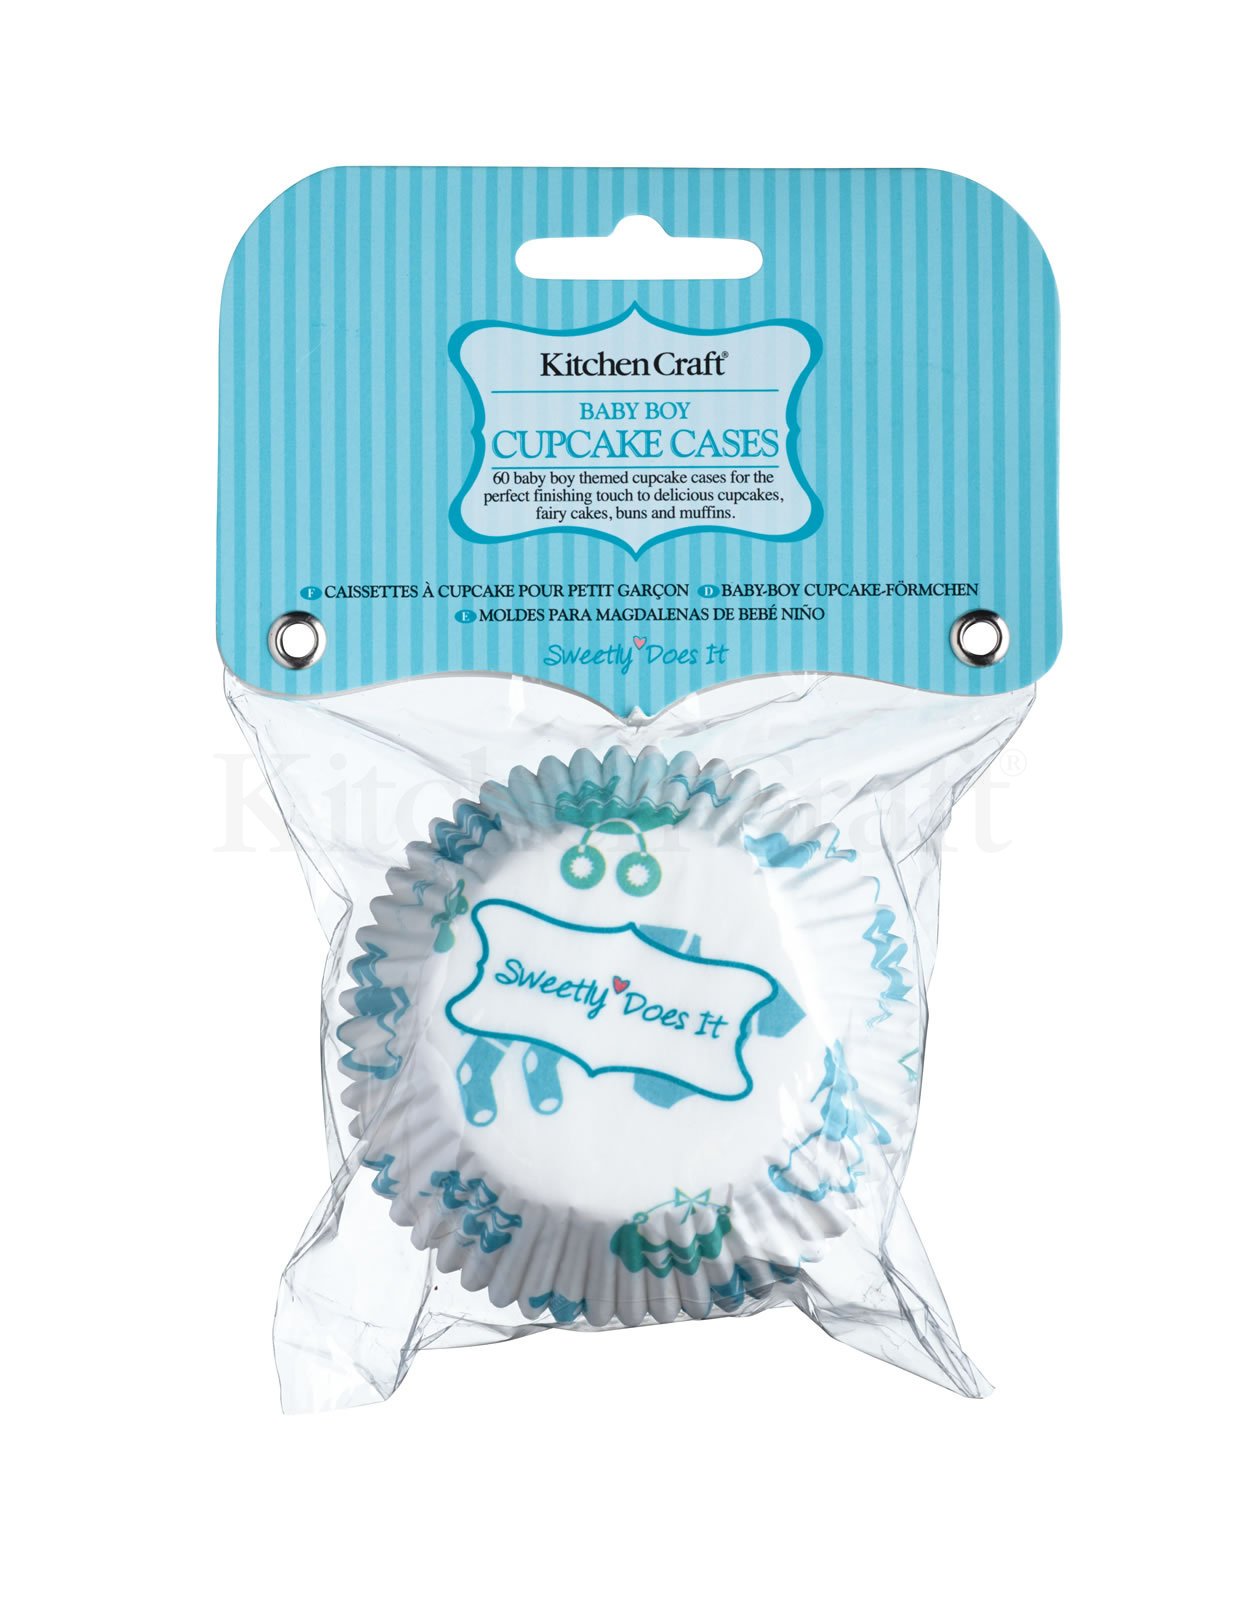 KitchenCraft®
BABY BOY
CUPCAKE CASES
60 baby boy themed cupcake cases for the
perfect finishing touch to delicious cupcakes,
fairy cakes, buns and muffins.
F CAISSETTES À CUPCAKE POUR PETIT GARÇON D BABY-BOY CUPCAKE-FÖRMCHEN
E MOLDES PARA MAGDALENAS DE BEBÉ NIÑO
Sweetly Does It
KitchenCraft®
Sweetly Does It